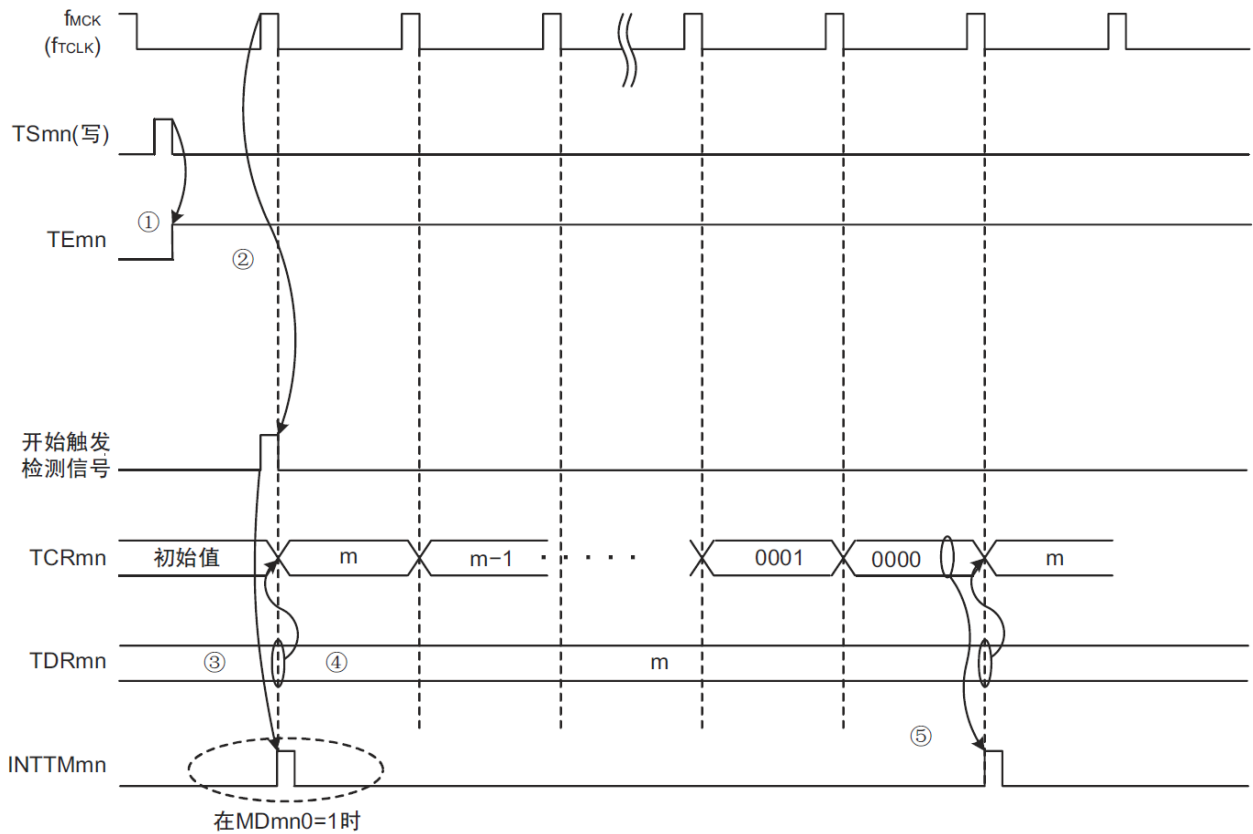 fMCK
(fTCLK)
TSmn(写)
①
TEmn
②
开始触发
检测信号
TCRmn 初始值 m m−1 ····· 0001 0000 m
TDRmn ③ ④ m
⑤
INTTMmn
在MDmn0=1时